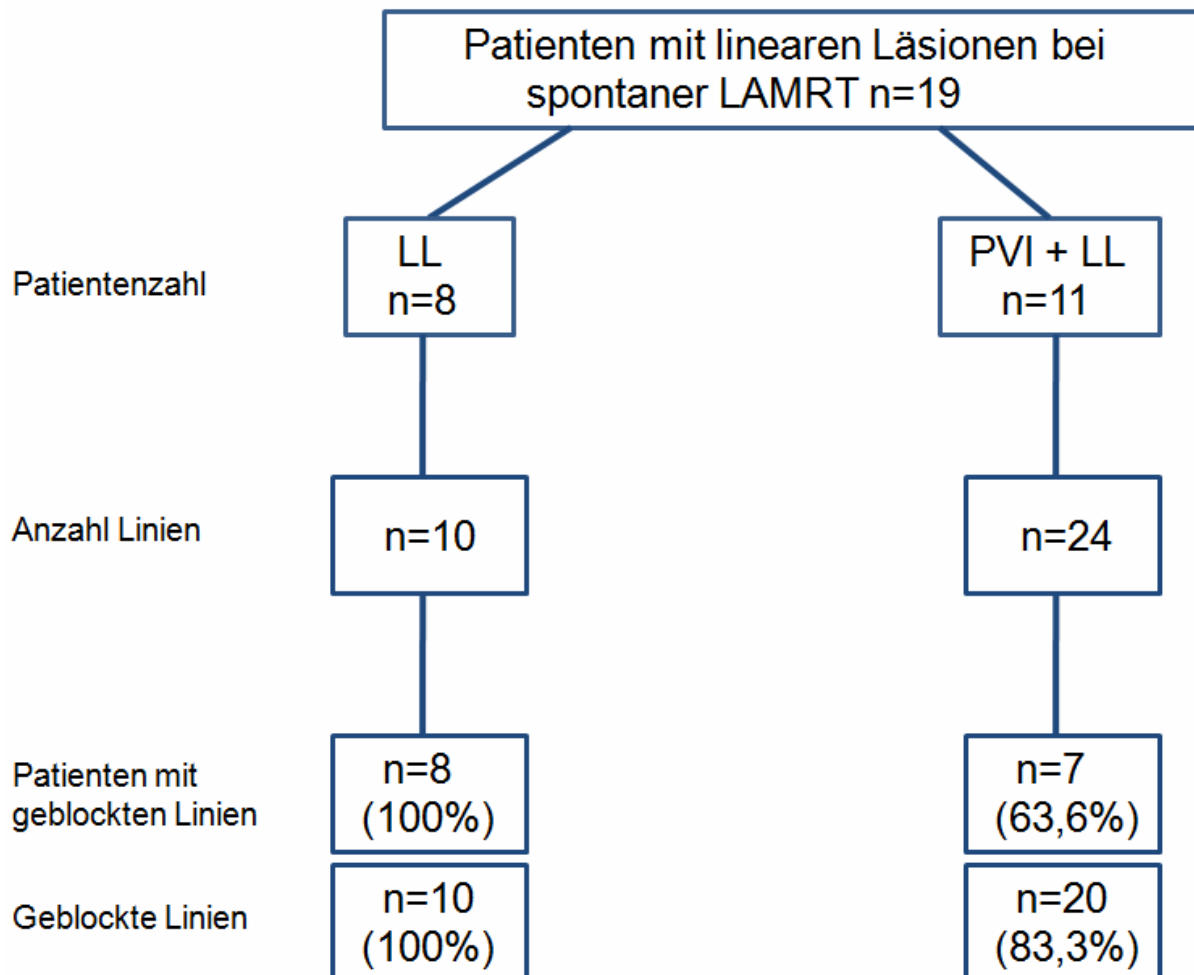 Patienten mit linearen Läsionen bei
spontaner LAMRT n=19
Patientenzahl
LL
n=8
PVI + LL
n=11
Anzahl Linien
n=10
n=24
Patienten mit
geblockten Linien
n=8
(100%)
n=7
(63,6%)
Geblockte Linien
n=10
(100%)
n=20
(83,3%)